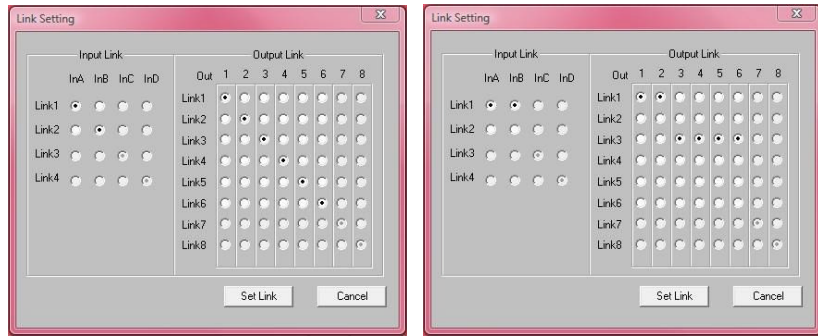 Link Setting
Input Link
InA InB InC InD
Link1
Link2
Link3
Link4
Output Link
Out 1 2 3 4 5 6 7 8
Link1
Link2
Link3
Link4
Link5
Link6
Link7
Link8
Set Link
Cancel
Link Setting
Input Link
InA InB InC InD
Link1
Link2
Link3
Link4
Output Link
Out 1 2 3 4 5 6 7 8
Link1
Link2
Link3
Link4
Link5
Link6
Link7
Link8
Set Link
Cancel